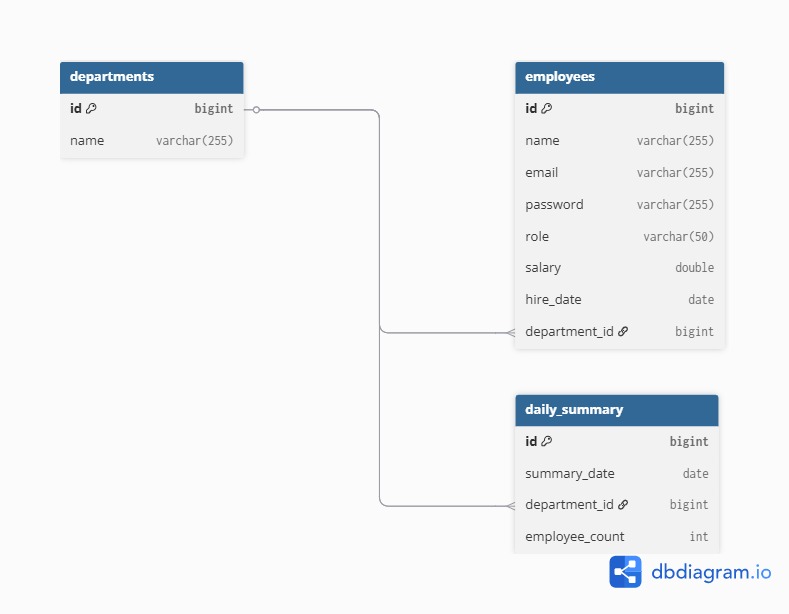 departments
id bigint
name varchar(255)
employees
id bigint
name varchar(255)
email varchar(255)
password varchar(255)
role varchar(50)
salary double
hire_date date
department_id bigint
daily_summary
id bigint
summary_date date
department_id bigint
employee_count int
dbdiagram.io